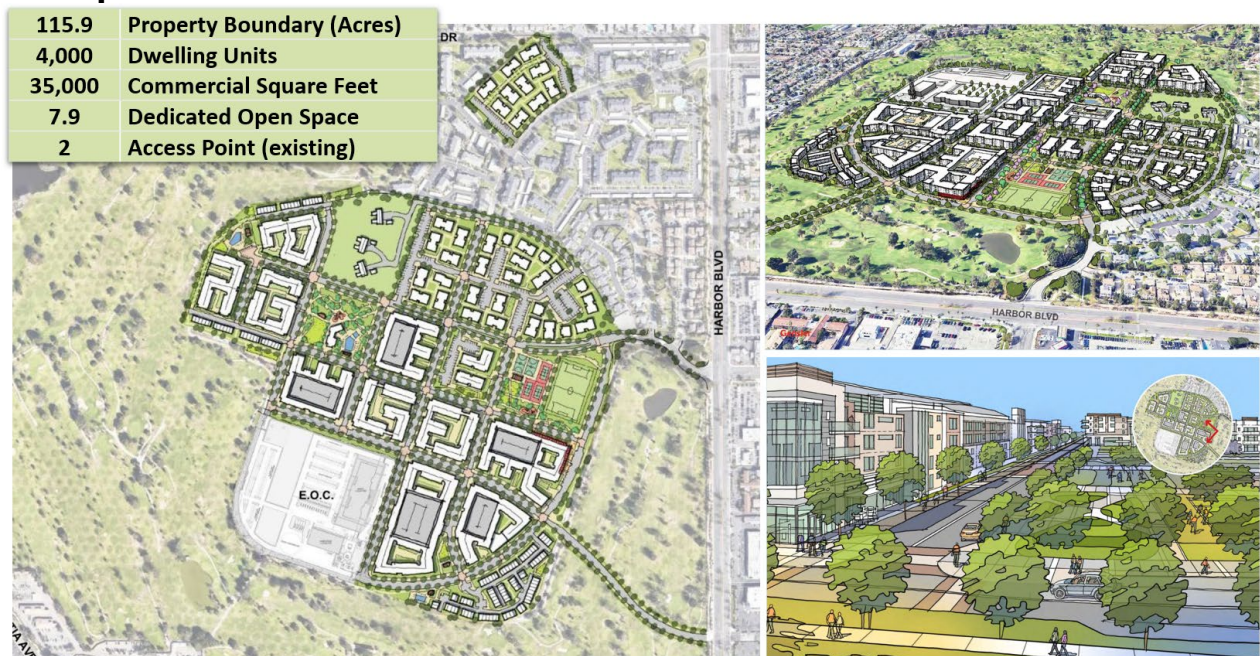 115.9 Property Boundary (Acres)
4,000 Dwelling Units
35,000 Commercial Square Feet
7.9 Dedicated Open Space
2 Access Point (existing)
DR
HARBOR BLVD
E.O.C.
HARBOR BLVD